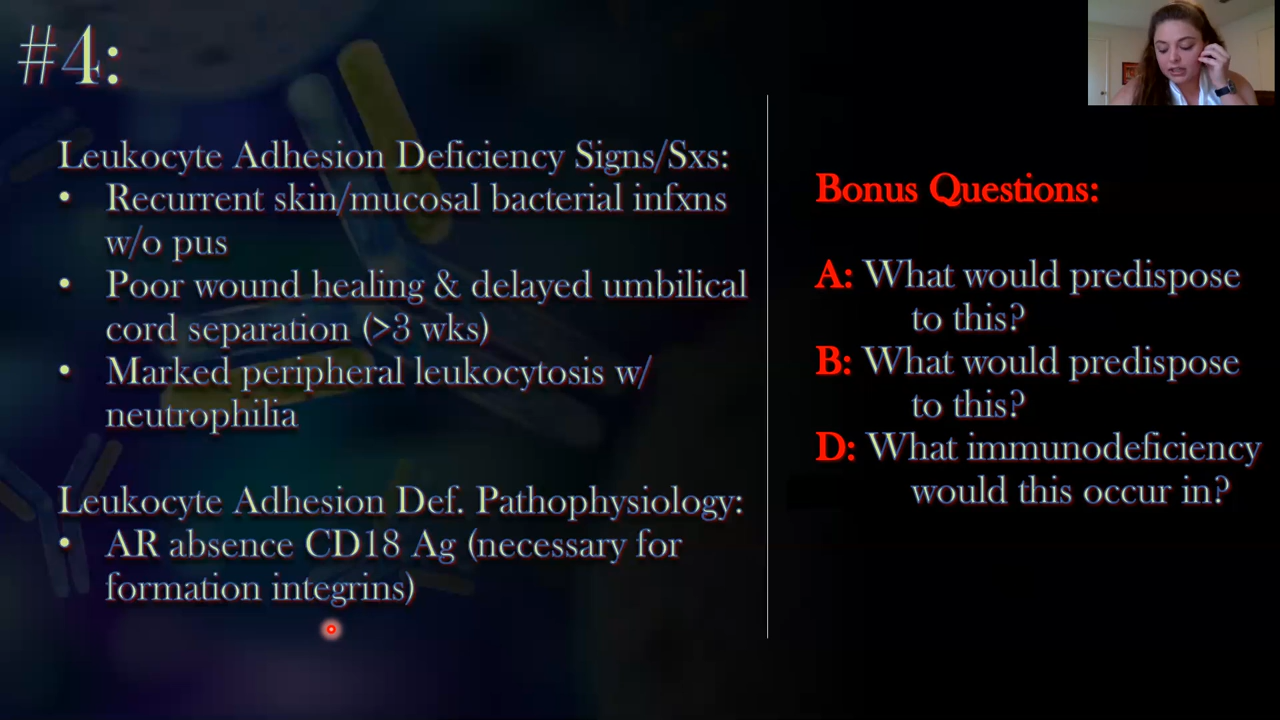 #4:
Leukocyte Adhesion Deficiency Signs/Sxs:
• Recurrent skin/mucosal bacterial infxns
w/o pus
• Poor wound healing & delayed umbilical
cord separation (>3 wks)
• Marked peripheral leukocytosis w/
neutrophilia
Leukocyte Adhesion Def. Pathophysiology:
• AR absence CD18 Ag (necessary for
formation integrins)
Bonus Questions:
A: What would predispose
to this?
B: What would predispose
to this?
D: What immunodeficiency
would this occur in?